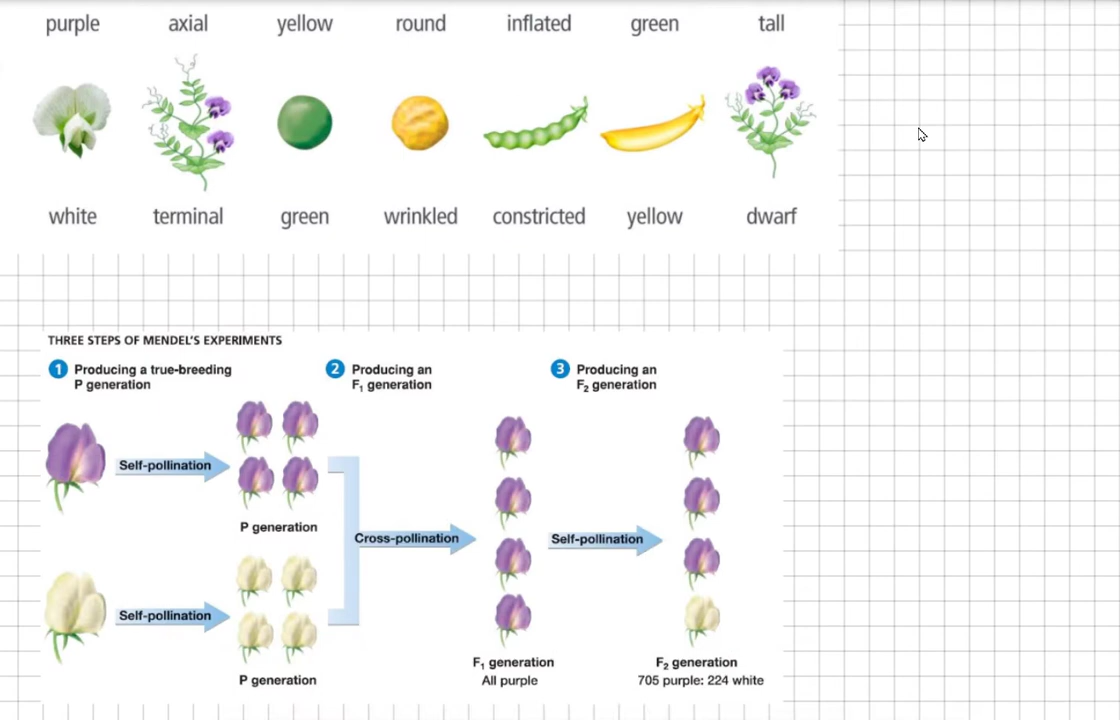 purple axial yellow round inflated green tall
white terminal green wrinkled constricted yellow dwarf
THREE STEPS OF MENDEL'S EXPERIMENTS
1 Producing a true-breeding
P generation
2 Producing an
F₁ generation
3 Producing an
F₂ generation
Self-pollination
P generation
Cross-pollination
Self-pollination
Self-pollination
P generation
F₁ generation
All purple
F₂ generation
705 purple: 224 white